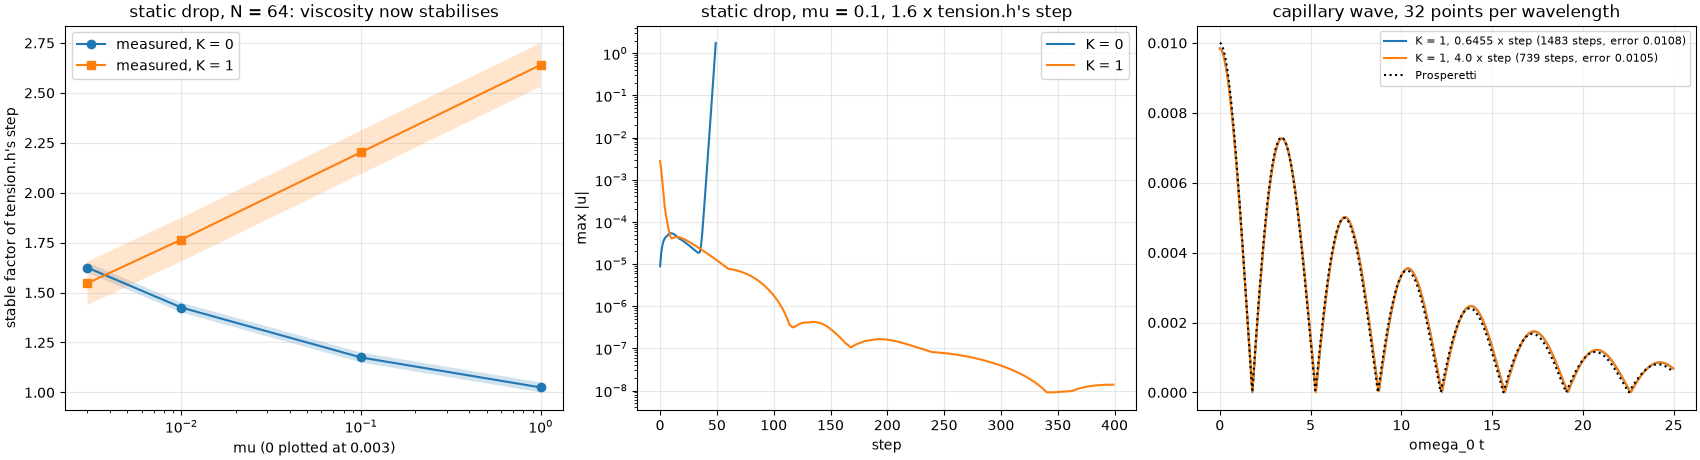 static drop, N = 64: viscosity now stabilises
measured, K = 0
measured, K = 1
stable factor of tension.h's step
2.75
2.50
2.25
2.00
1.75
1.50
1.25
1.00
10⁻²
10⁻¹
10⁰
mu (0 plotted at 0.003)
static drop, mu = 0.1, 1.6 x tension.h's step
K = 0
K = 1
max |u|
10⁰
10⁻¹
10⁻²
10⁻³
10⁻⁴
10⁻⁵
10⁻⁶
10⁻⁷
10⁻⁸
0 50 100 150 200 250 300 350 400
step
capillary wave, 32 points per wavelength
K = 1, 0.6455 x step (1483 steps, error 0.0108)
K = 1, 4.0 x step (739 steps, error 0.0105)
Prosperetti
0.010
0.008
0.006
0.004
0.002
0.000
0 5 10 15 20 25
omega_0 t